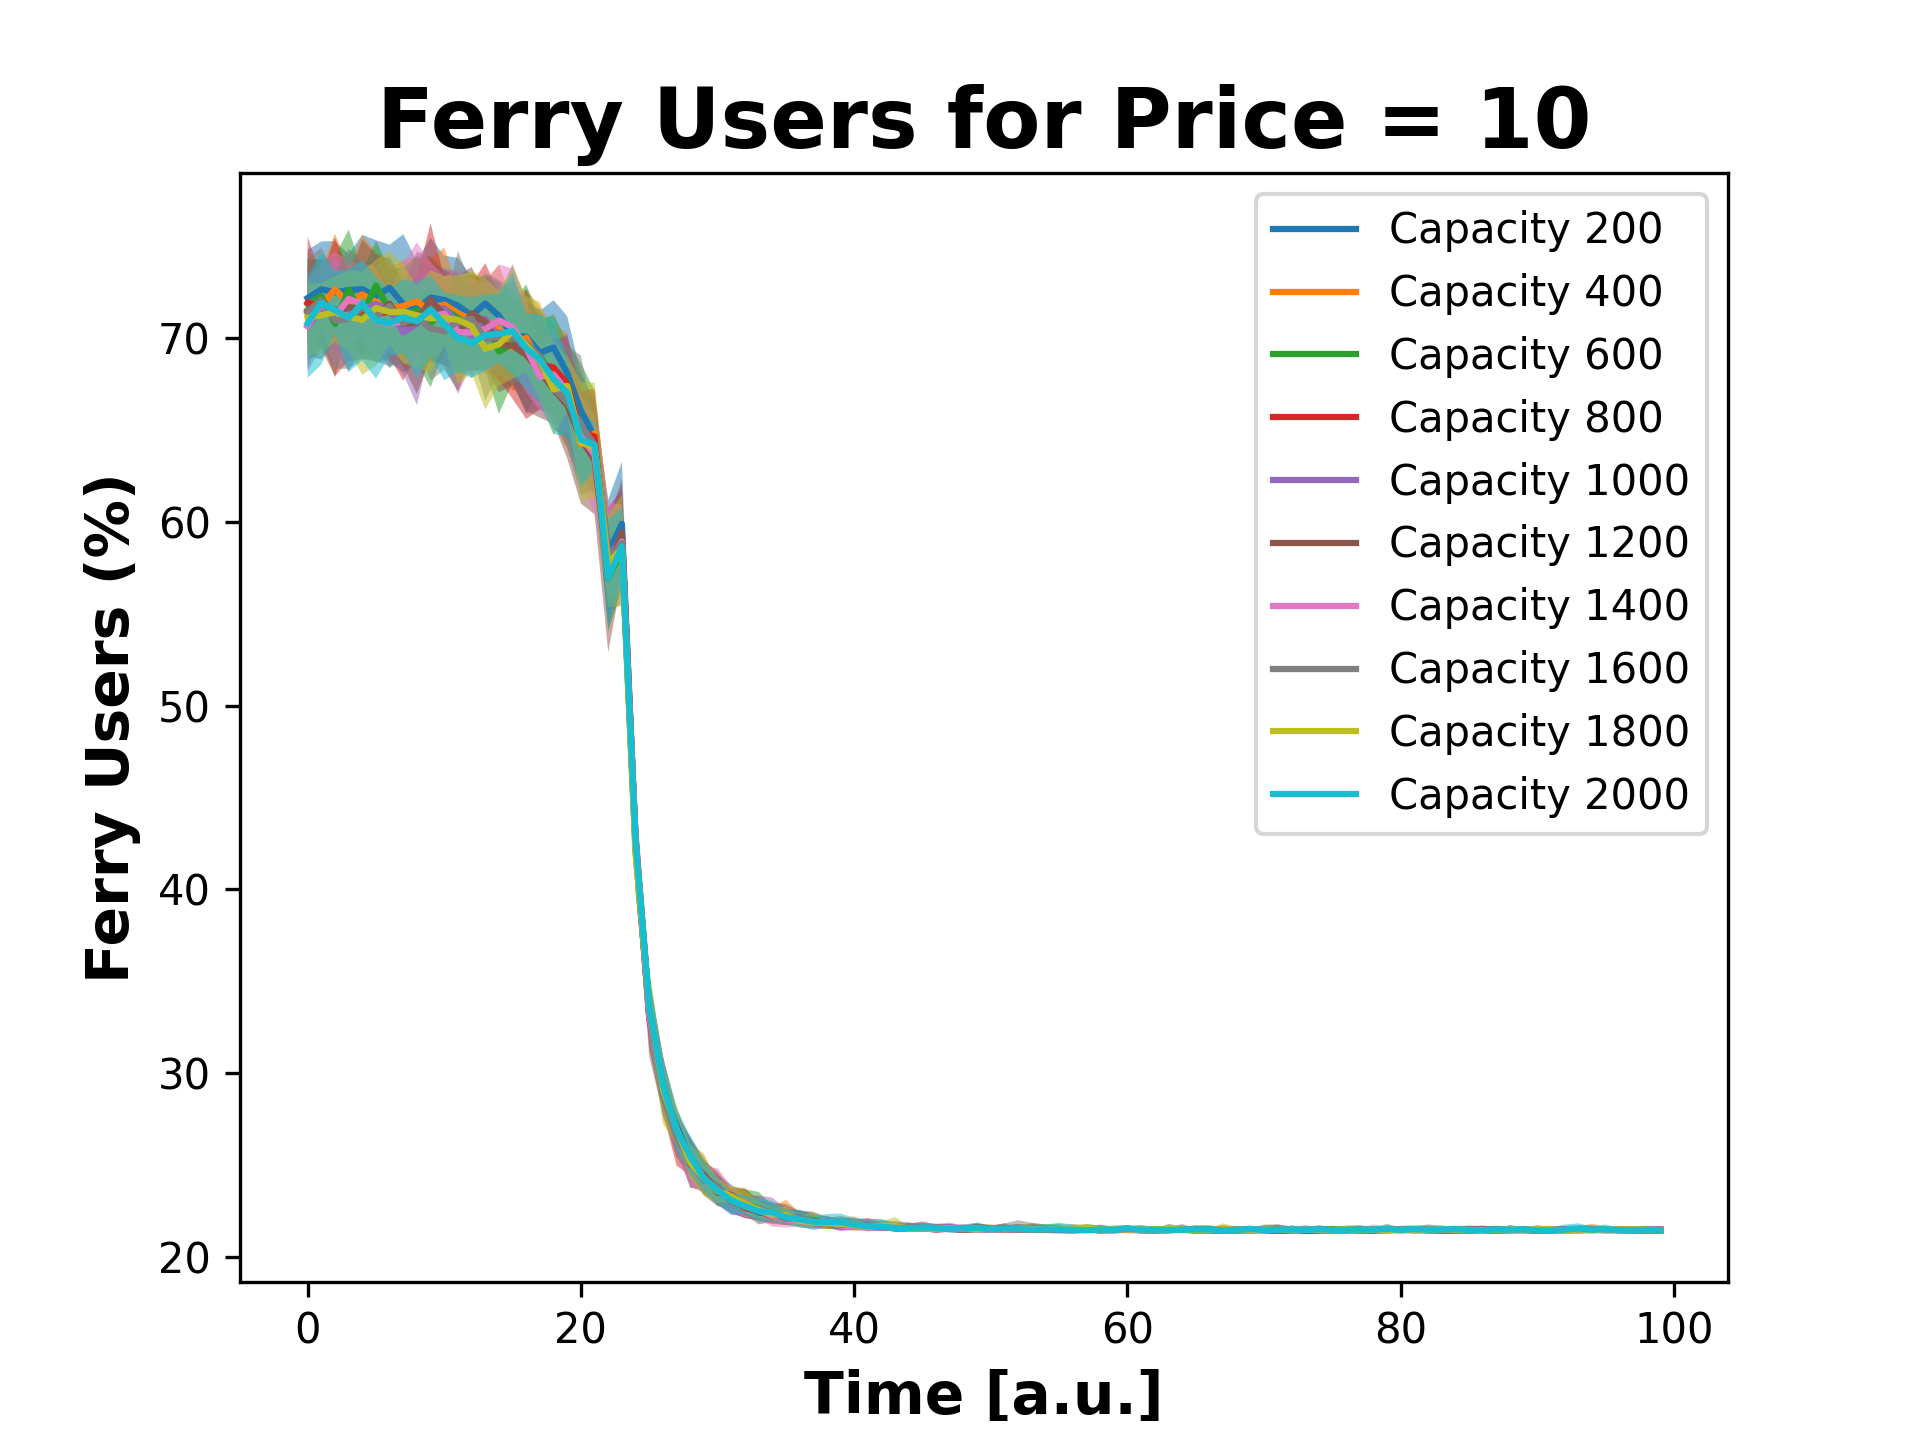 Ferry Users for Price = 10
Capacity 200
Capacity 400
Capacity 600
Capacity 800
Capacity 1000
Capacity 1200
Capacity 1400
Capacity 1600
Capacity 1800
Capacity 2000
Ferry Users (%)
70
60
50
40
30
20
0 20 40 60 80 100
Time [a.u.]